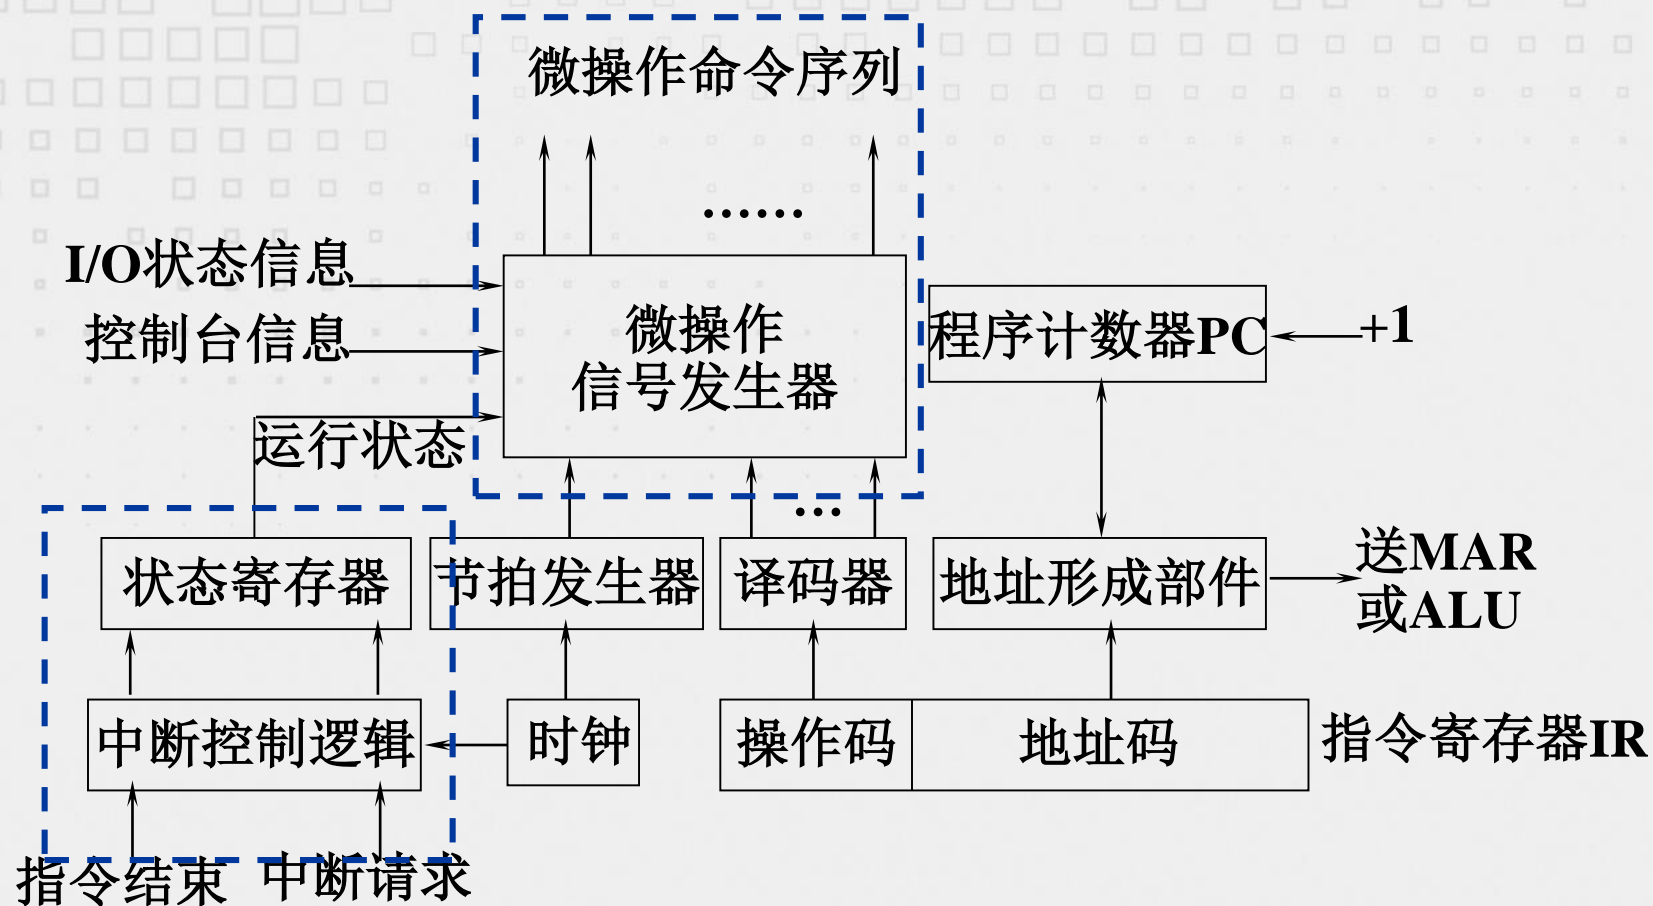 微操作命令序列
……
I/O状态信息
控制台信息
运行状态
微操作
信号发生器
程序计数器PC
+1
…
状态寄存器
节拍发生器
译码器
地址形成部件
送MAR
或ALU
中断控制逻辑
时钟
操作码
地址码
指令寄存器IR
指令结束
中断请求